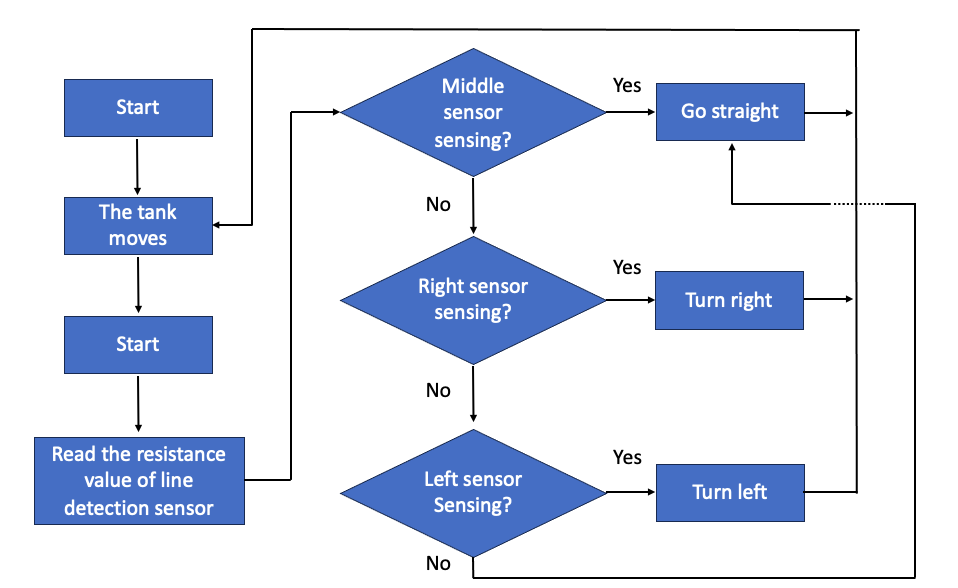 Start
The tank
moves
Start
Read the resistance
value of line
detection sensor
Middle
sensor
sensing?
Yes
Go straight
No
Right sensor
sensing?
Yes
Turn right
No
Left sensor
Sensing?
Yes
Turn left
No